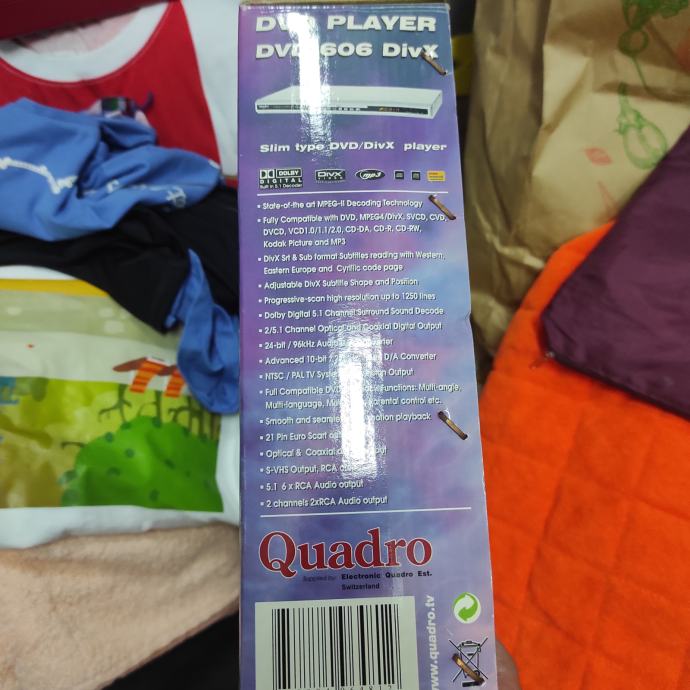 DVD PLAYER
DVD 606 DivX
Slim type DVD/DivX player
DOLBY
DIGITAL
Built in 5.1 Decoder
DivX
VIDEO
mp3
• State-of-the art MPEG-II Decoding Technology
• Fully Compatible with DVD, MPEG4/DivX, SVCD, CVD,
DVCD, VCD1.0/1.1/2.0, CD-DA, CD-R, CD-RW,
Kodak Picture and MP3
• DivX Srt & Sub format Subtitles reading with Western,
Eastern Europe and Cyrillic code page
• Adjustable DivX Subtitle Shape and Position
• Progressive-scan high resolution up to 1250 lines
• Dolby Digital 5.1 Channel Surround Sound Decode
• 2/5.1 Channel Optical and Coaxial Digital Output
• 24-bit / 96kHz Audio
• Advanced 10-bit / D/A Converter
• NTSC / PAL TV System Output
• Full Compatible DVD Functions: Multi-angle,
Multi-language, Parental control etc.
• Smooth and seamless playback
• 21 Pin Euro Scart
• Optical & Coaxial
• S-VHS Output, RCA
• 5.1 6 x RCA Audio output
• 2 channels 2xRCA Audio output
Quadro
Supplied by: Electronic Quadro Est.
Switzerland
www.quadro.tv